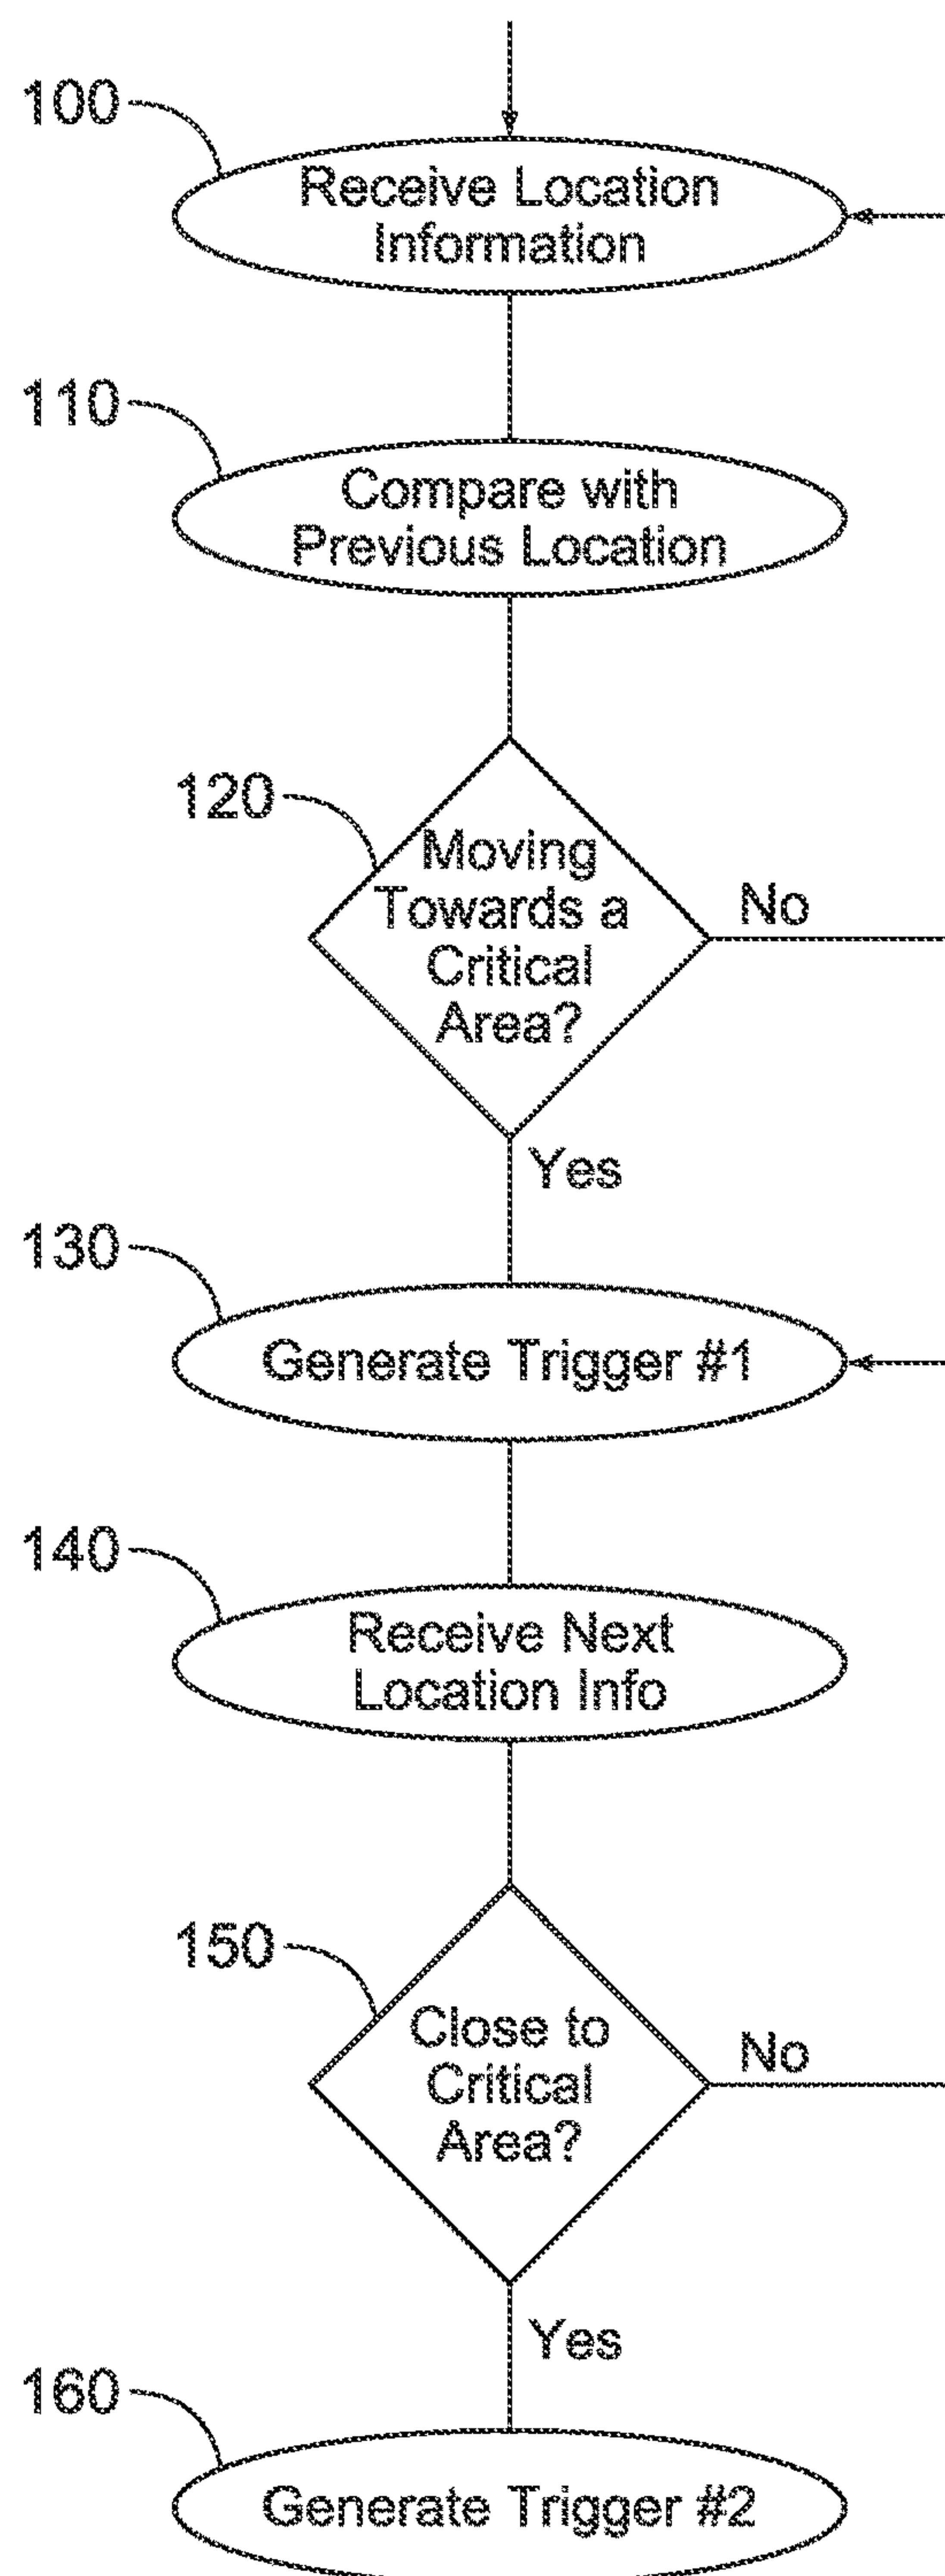 100
Receive Location
Information
110
Compare with
Previous Location
120
Moving
Towards a
Critical
Area?
No
Yes
130
Generate Trigger #1
140
Receive Next
Location Info
150
Close to
Critical
Area?
No
Yes
160
Generate Trigger #2